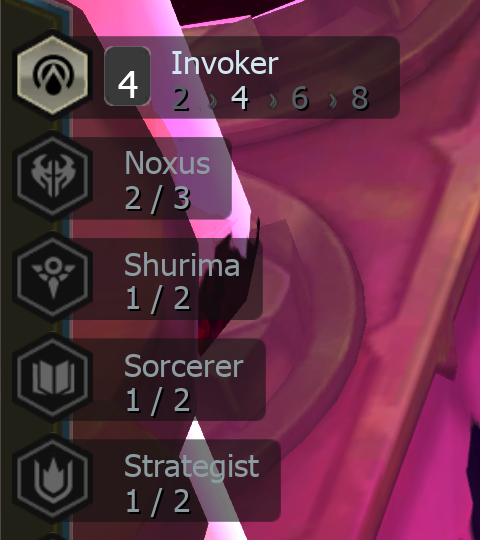 4
Invoker
2 › 4 › 6 › 8
Noxus
2 / 3
Shurima
1 / 2
Sorcerer
1 / 2
Strategist
1 / 2